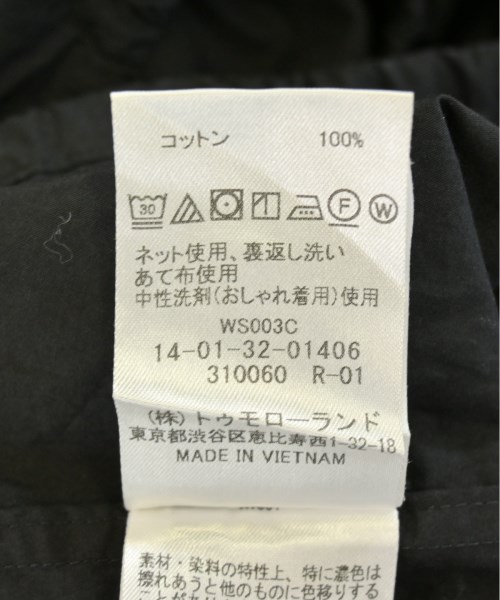 コットン 100%
30 F W
ネット使用、裏返し洗い
あて布使用
中性洗剤(おしゃれ着用)使用
WS003C
14-01-32-01406
310060 R-01
(株)トゥモローランド
東京都渋谷区恵比寿西1-32-18
MADE IN VIETNAM
素材・染料の特性上、特に濃色は
擦れあうと他のものに色移りする